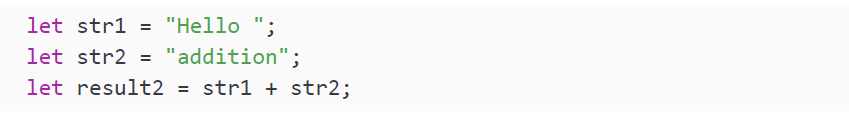 let str1 = "Hello ";
let str2 = "addition";
let result2 = str1 + str2;